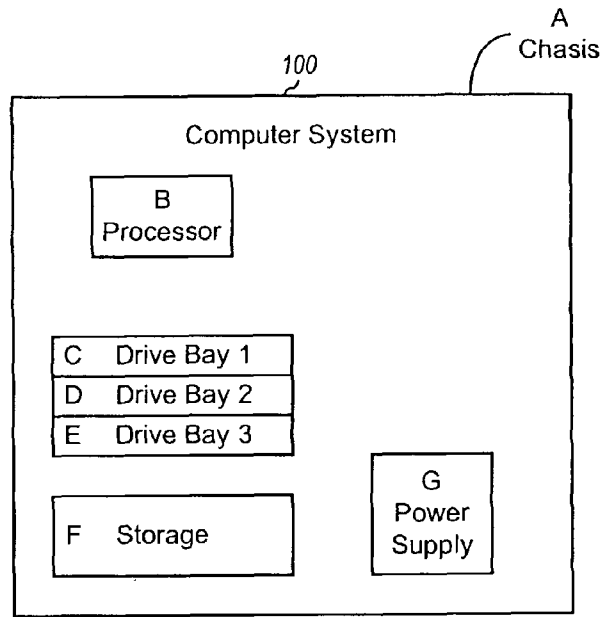 A
Chasis
100
Computer System
B
Processor
C Drive Bay 1
D Drive Bay 2
E Drive Bay 3
F Storage
G
Power
Supply